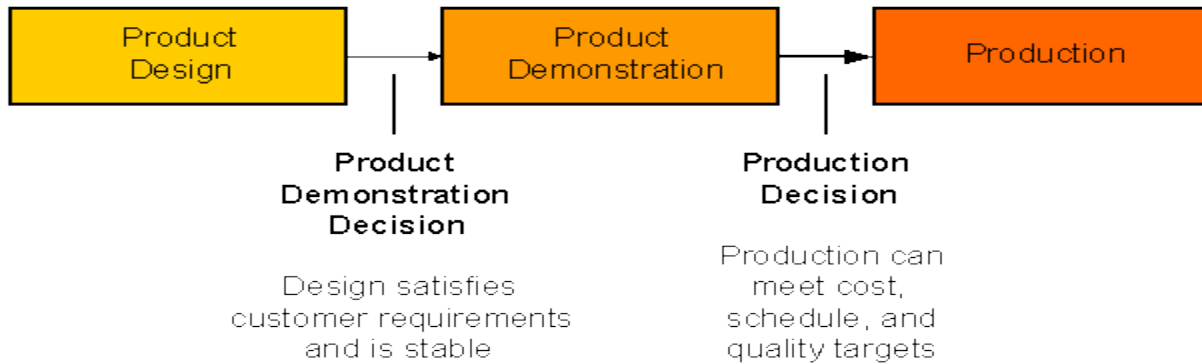 Product
Design
Product
Demonstration
Production
Product
Demonstration
Decision
Design satisfies
customer requirements
and is stable
Production
Decision
Production can
meet cost,
schedule, and
quality targets